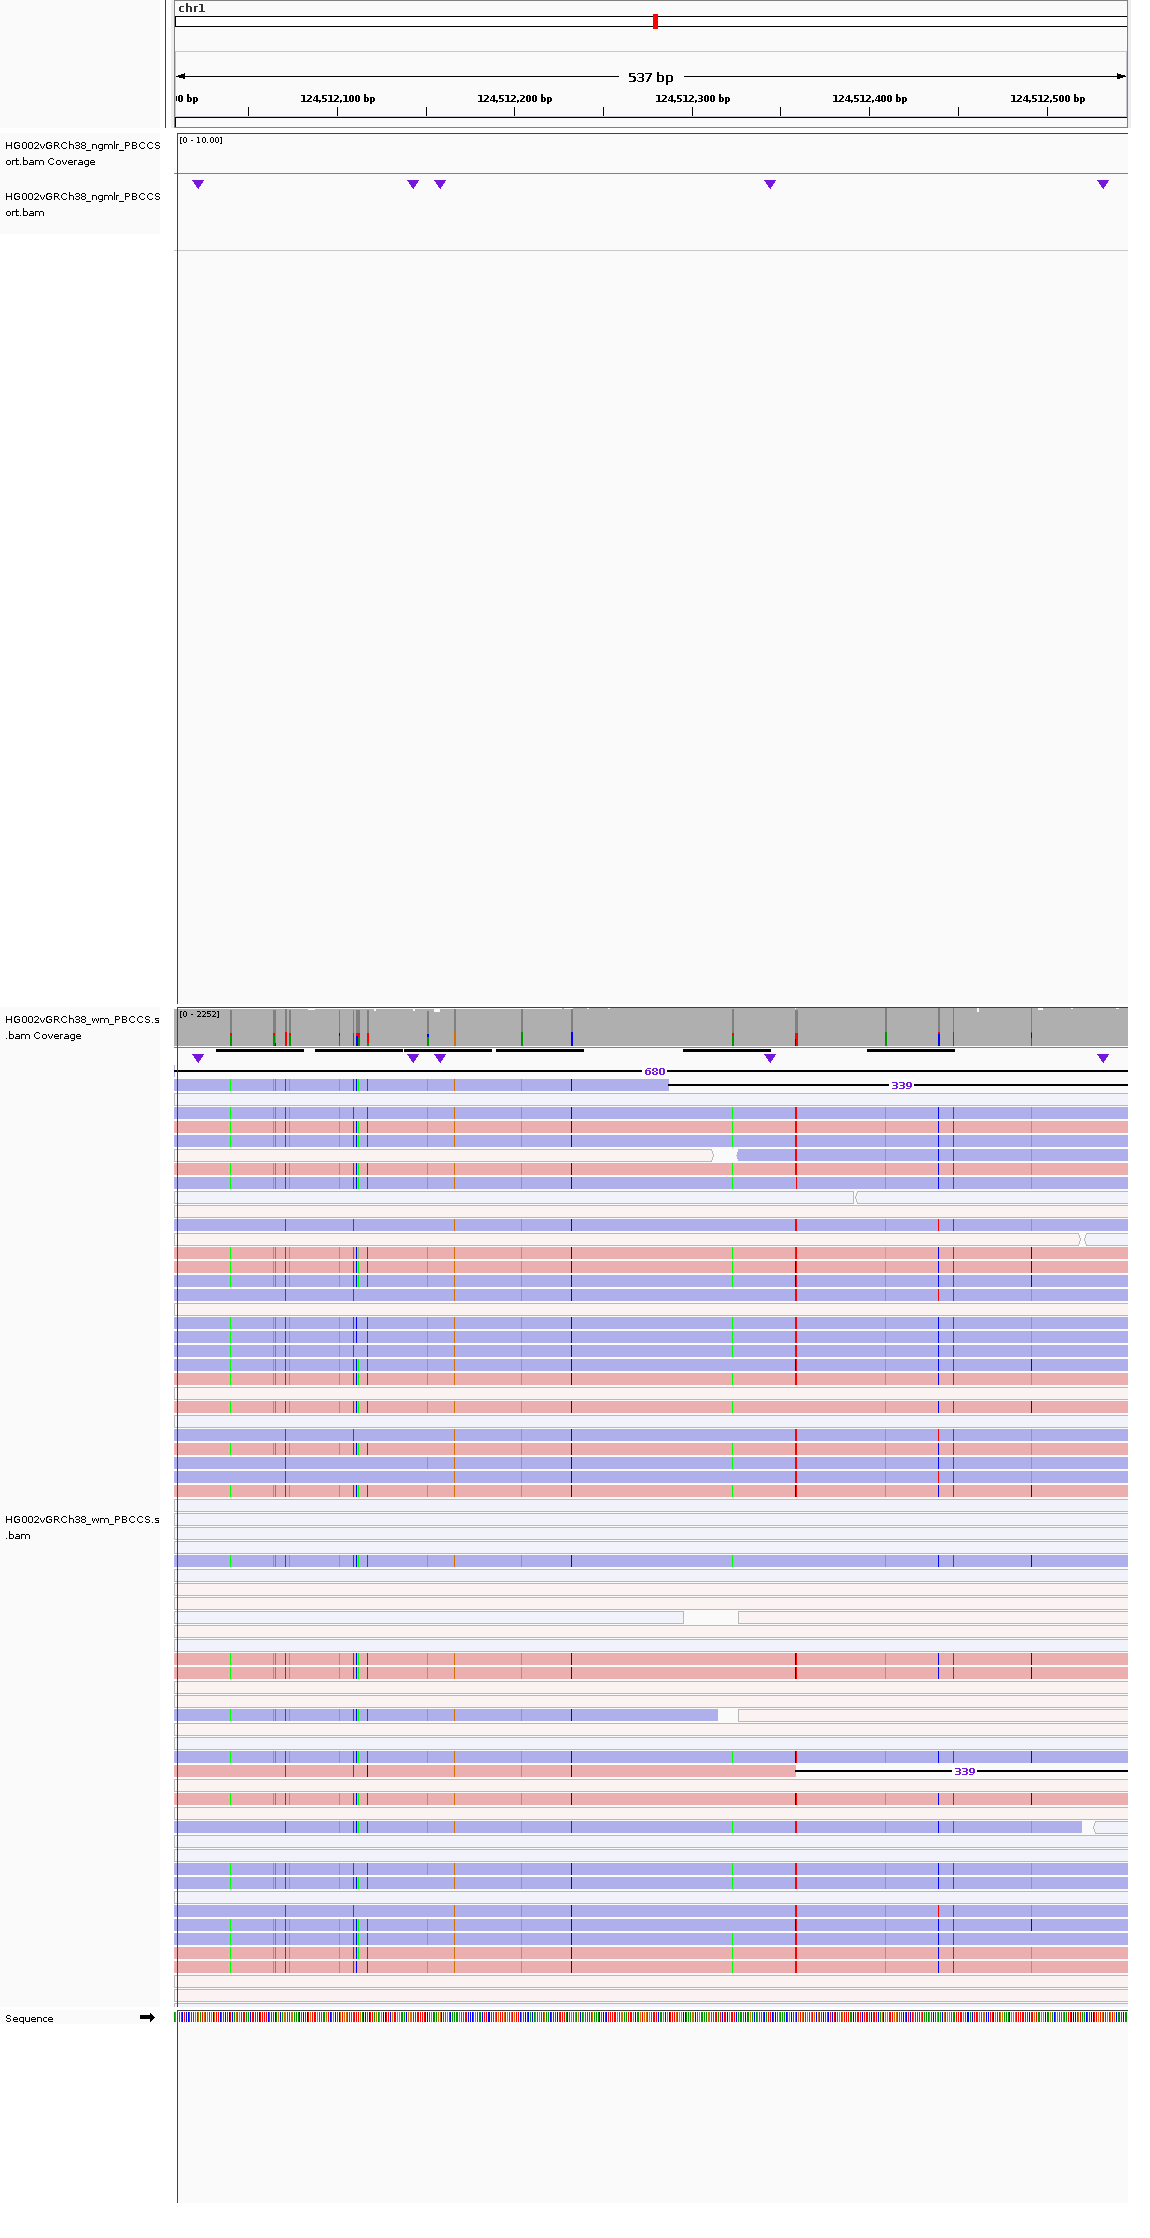 chr1
537 bp
00 bp 124,512,100 bp 124,512,200 bp 124,512,300 bp 124,512,400 bp 124,512,500 bp
[0 - 10.00]
HG002vGRCh38_ngmlr_PBCCS
ort.bam Coverage
HG002vGRCh38_ngmlr_PBCCS
ort.bam
[0 - 2252]
HG002vGRCh38_wm_PBCCS.s
.bam Coverage
680
339
HG002vGRCh38_wm_PBCCS.s
.bam
339
Sequence